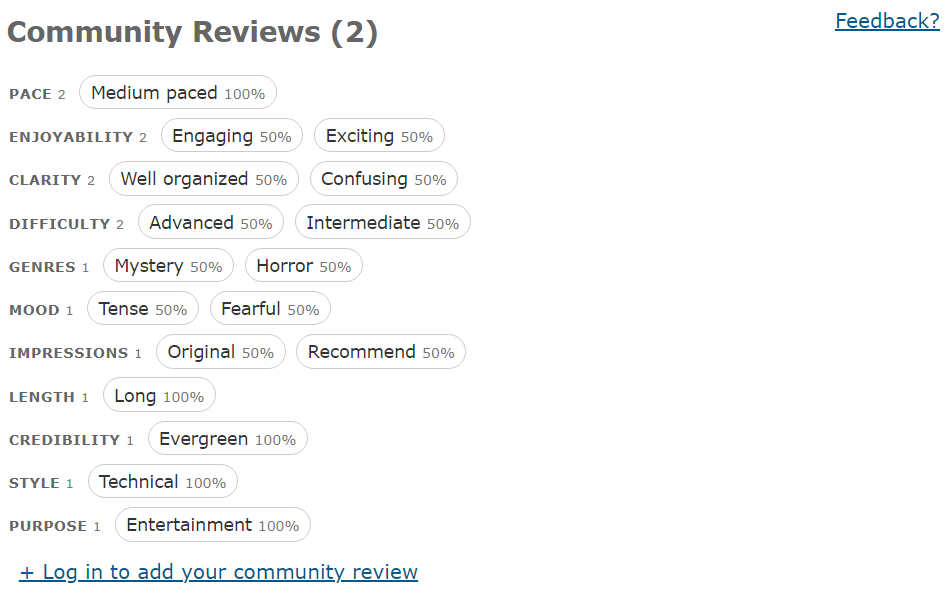 Community Reviews (2)
Feedback?
PACE 2 Medium paced 100%
ENJOYABILITY 2 Engaging 50% Exciting 50%
CLARITY 2 Well organized 50% Confusing 50%
DIFFICULTY 2 Advanced 50% Intermediate 50%
GENRES 1 Mystery 50% Horror 50%
MOOD 1 Tense 50% Fearful 50%
IMPRESSIONS 1 Original 50% Recommend 50%
LENGTH 1 Long 100%
CREDIBILITY 1 Evergreen 100%
STYLE 1 Technical 100%
PURPOSE 1 Entertainment 100%
+ Log in to add your community review